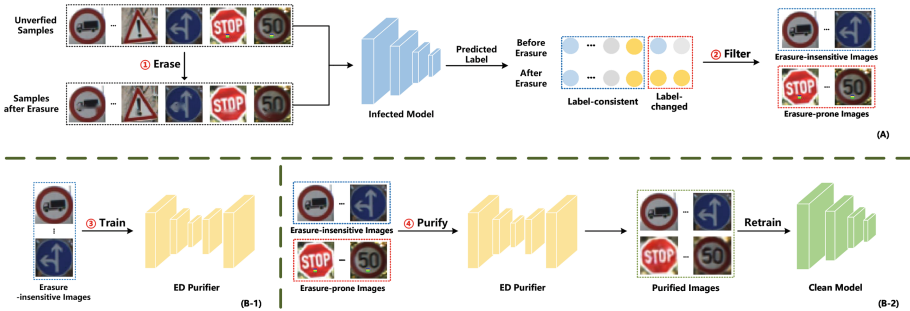 Unverfied
Samples
STOP
50
① Erase
Samples
after Erasure
STOP
50
Infected Model
Predicted
Label
Before
Erasure
After
Erasure
Label-consistent
Label-
changed
② Filter
Erasure-insensitive Images
STOP
50
Erasure-prone Images
(A)
Erasure
-insensitive Images
③ Train
ED Purifier
(B-1)
Erasure-insensitive Images
STOP
50
Erasure-prone Images
④ Purify
ED Purifier
STOP
50
Purified Images
Retrain
Clean Model
(B-2)